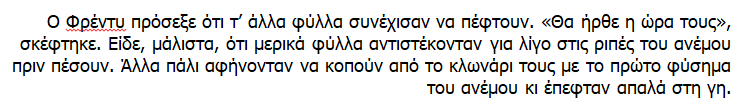 Ο Φρέντυ πρόσεξε ότι τ’ άλλα φύλλα συνέχισαν να πέφτουν. «Θα ήρθε η ώρα τους»,
σκέφτηκε. Είδε, μάλιστα, ότι μερικά φύλλα αντιστέκονταν για λίγο στις ριπές του ανέμου
πριν πέσουν. Άλλα πάλι αφήνονταν να κοπούν από το κλωνάρι τους με το πρώτο φύσημα
του ανέμου κι έπεφταν απαλά στη γη.